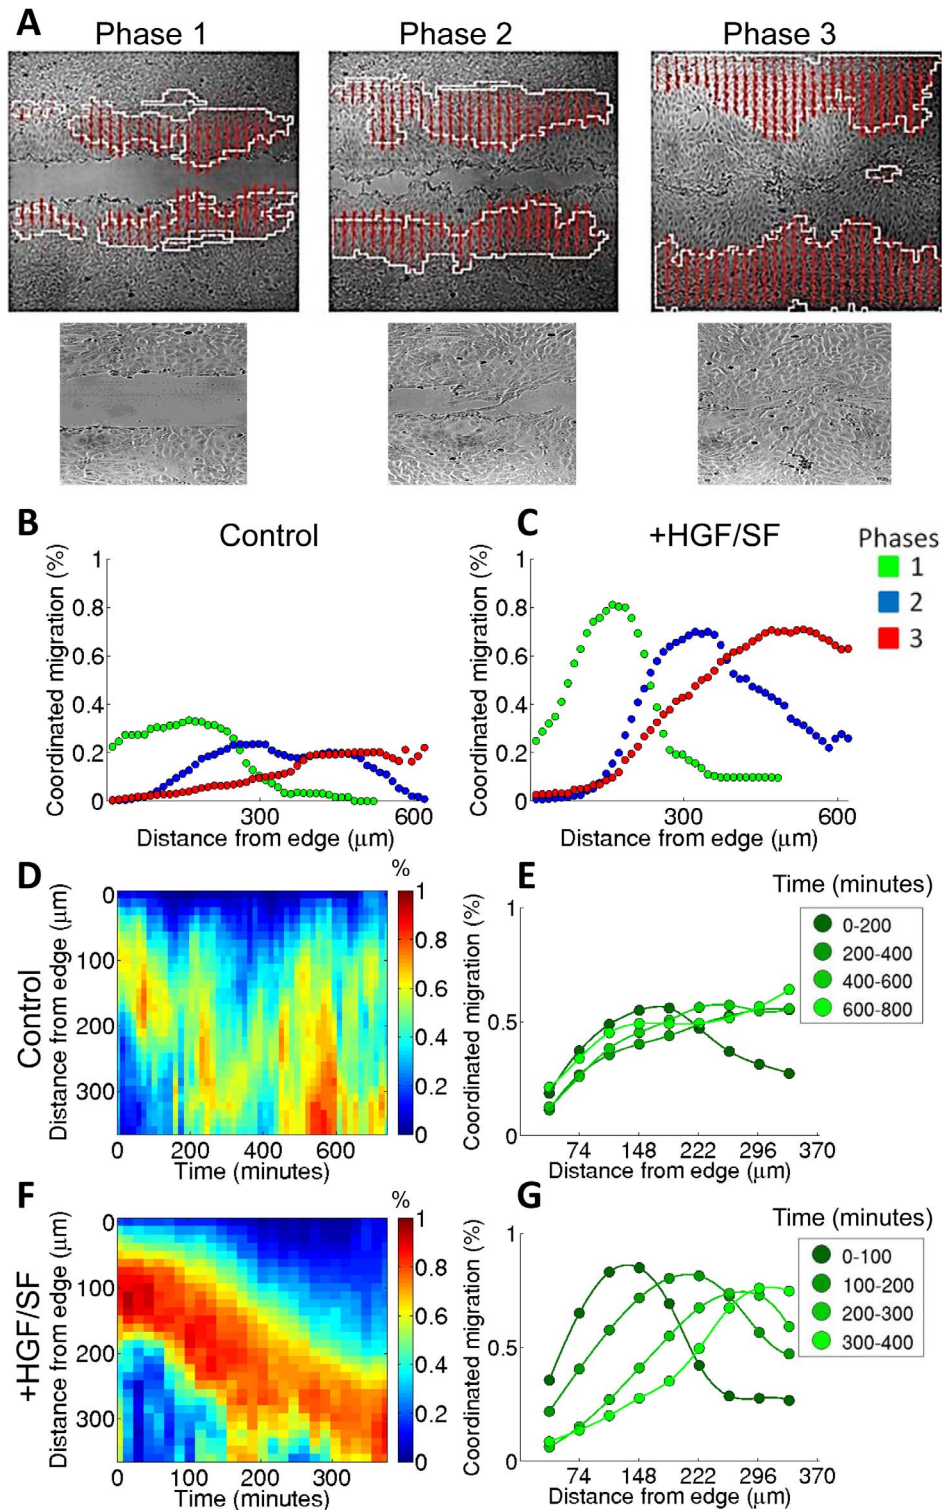 A
Phase 1
Phase 2
Phase 3
B
Control
Coordinated migration (%)
1
0.8
0.6
0.4
0.2
0
300
600
Distance from edge (μm)
C
+HGF/SF
Coordinated migration (%)
1
0.8
0.6
0.4
0.2
0
300
600
Distance from edge (μm)
Phases
1
2
3
D
Control
Distance from edge (μm)
0
100
200
300
0
200
400
600
Time (minutes)
%
1
0.8
0.6
0.4
0.2
0
E
Time (minutes)
0-200
200-400
400-600
600-800
Coordinated migration (%)
1
0.5
0
74
148
222
296
370
Distance from edge (μm)
F
+HGF/SF
Distance from edge (μm)
0
100
200
300
0
100
200
300
Time (minutes)
%
1
0.8
0.6
0.4
0.2
0
G
Time (minutes)
0-100
100-200
200-300
300-400
Coordinated migration (%)
1
0.5
0
74
148
222
296
370
Distance from edge (μm)